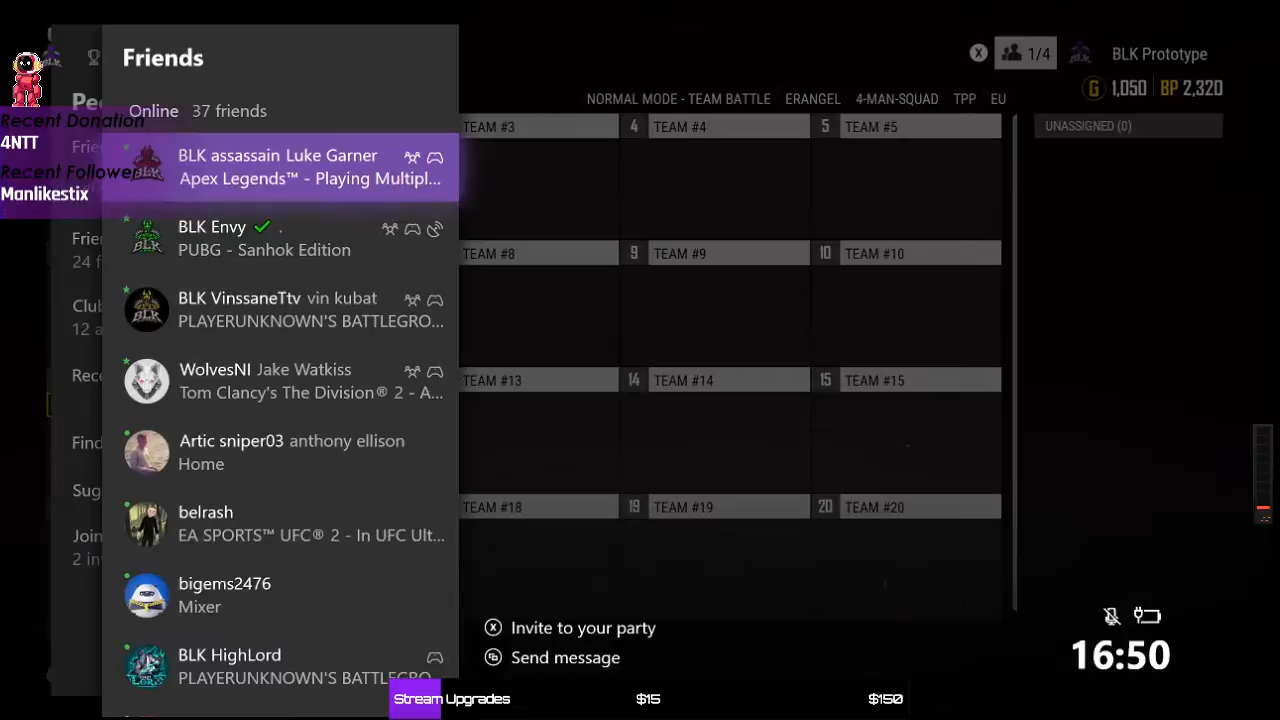 Friends
Online 37 friends
BLK assassain Luke Garner
Apex Legends™ - Playing Multipl...
BLK Envy .
PUBG - Sanhok Edition
BLK VinssaneTtv vin kubat
PLAYERUNKNOWN'S BATTLEGRO...
WolvesNI Jake Watkiss
Tom Clancy's The Division® 2 - A...
Artic sniper03 anthony ellison
Home
belrash
EA SPORTS™ UFC® 2 - In UFC Ult...
bigems2476
Mixer
BLK HighLord
PLAYERUNKNOWN'S BATTLEGRO...
Recent Donation
4NTT
Recent Follower
Manlikestix
X 1/4 BLK Prototype
G 1,050 BP 2,320
NORMAL MODE - TEAM BATTLE ERANGEL 4-MAN-SQUAD TPP EU
UNASSIGNED (0)
TEAM #3 4 TEAM #4 5 TEAM #5
TEAM #8 9 TEAM #9 10 TEAM #10
TEAM #13 14 TEAM #14 15 TEAM #15
TEAM #18 19 TEAM #19 20 TEAM #20
X Invite to your party
Send message
16:50
Stream Upgrades $15 $150